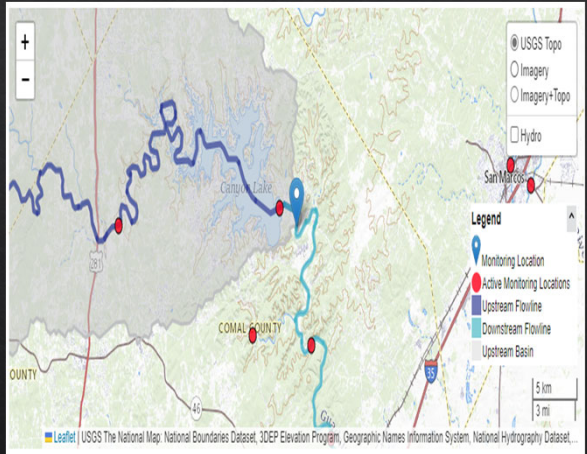 +
−
USGS Topo
Imagery
Imagery+Topo
Hydro
San Marcos
Canyon Lake
Legend
^
Monitoring Location
Active Monitoring Locations
Upstream Flowline
Downstream Flowline
Upstream Basin
281
COMAL COUNTY
OUNTY
35
46
5 km
3 mi
Leaflet | USGS The National Map: National Boundaries Dataset, 3DEP Elevation Program, Geographic Names Information System, National Hydrography Dataset,...